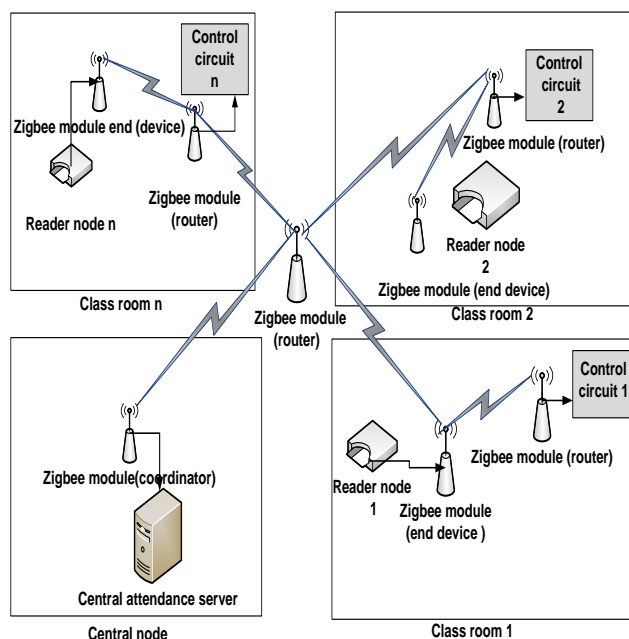 Control
circuit
n
Zigbee module end (device)
Zigbee module
(router)
Reader node n
Class room n
Control
circuit
2
Zigbee module (router)
Reader node
2
Zigbee module (end device)
Class room 2
Zigbee module
(router)
Zigbee module(coordinator)
Central attendance server
Central node
Control
circuit 1
Zigbee module (router)
Reader node
1
Zigbee module
(end device )
Class room 1